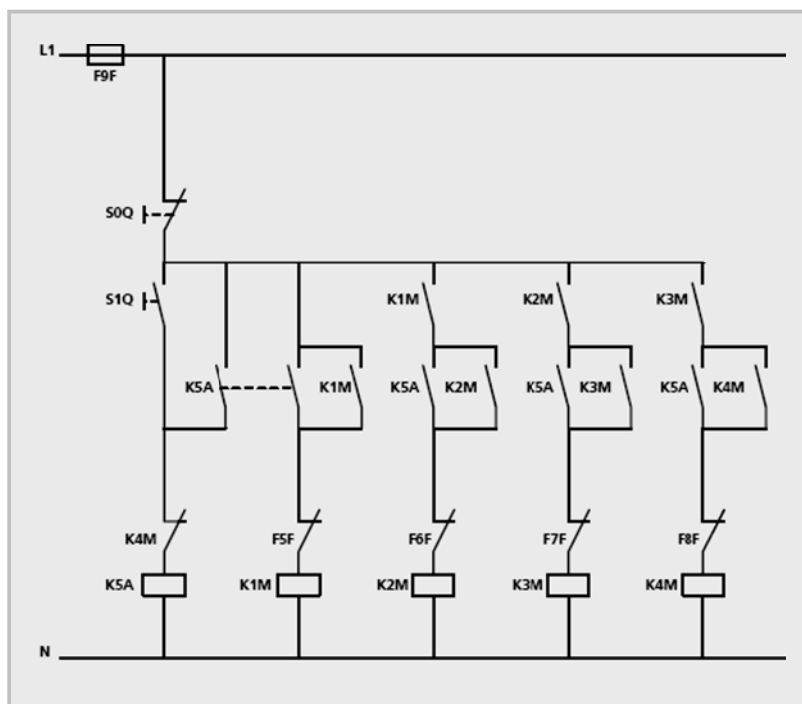 L1
F9F
S0Q
S1Q K1M K2M K3M
K5A K1M K5A K2M K5A K3M K5A K4M
K4M F5F F6F F7F F8F
K5A K1M K2M K3M K4M
N